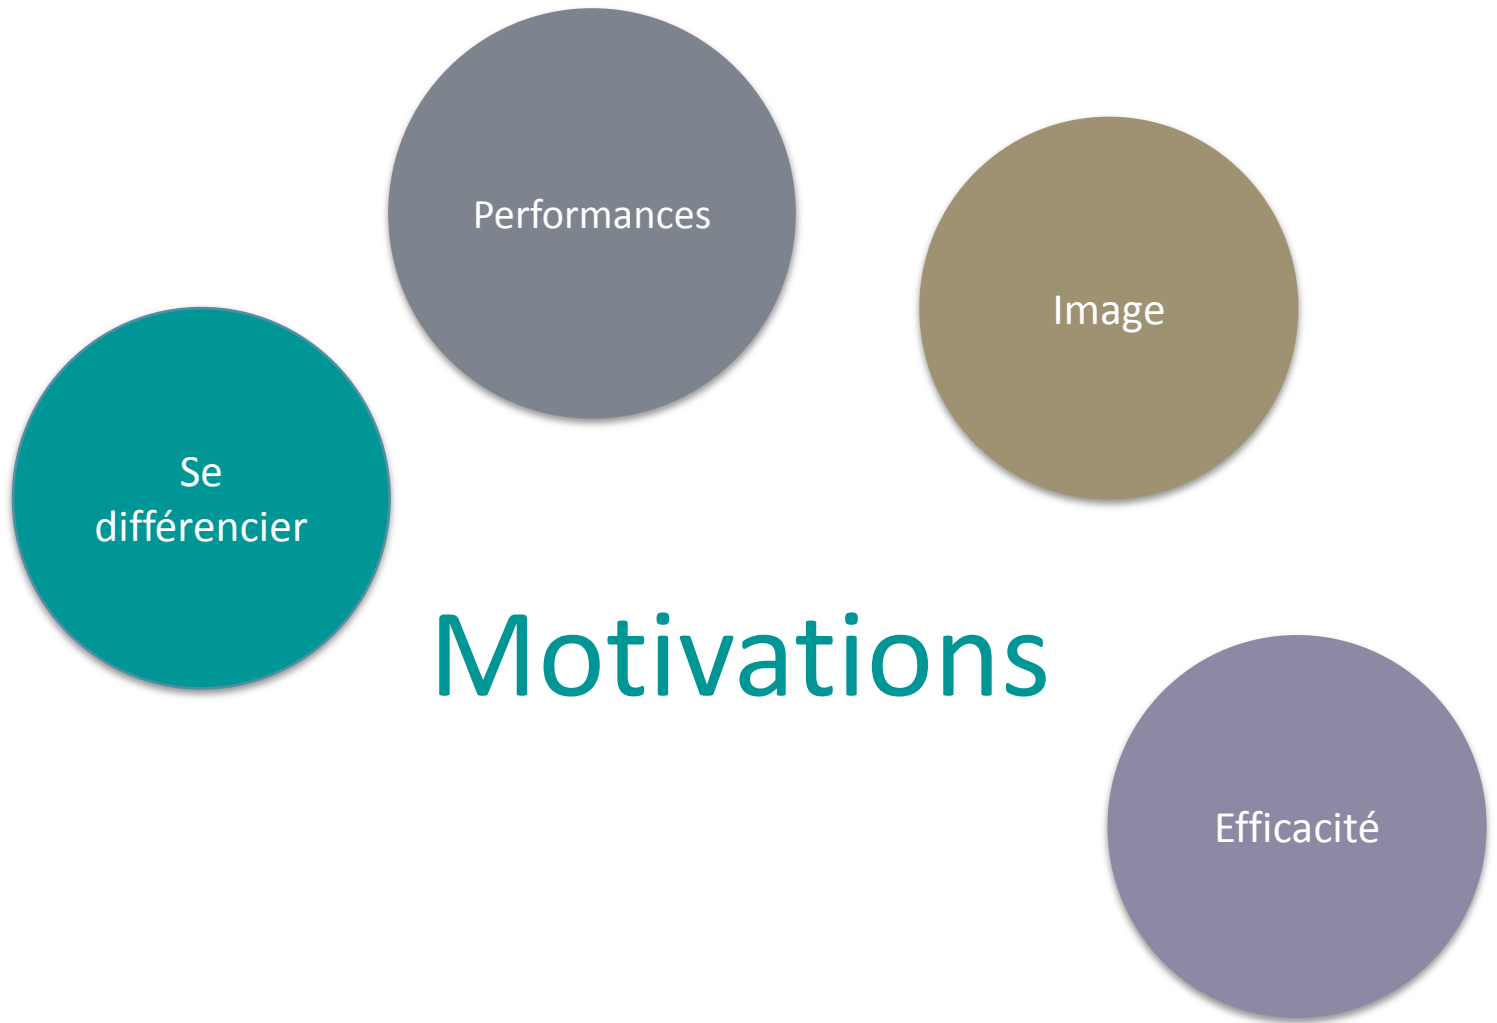 Performances
Image
Se
différencier
Motivations
Efficacité